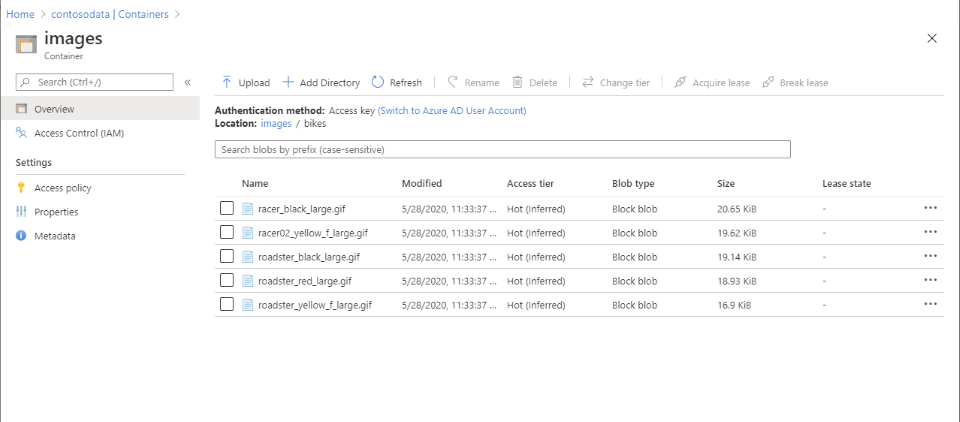 Home > contosodata | Containers >
images
Container
Search (Ctrl+/)
«
Overview
Access Control (IAM)
Settings
Access policy
Properties
Metadata
Upload Add Directory Refresh Rename Delete Change tier Acquire lease Break lease
Authentication method: Access key (Switch to Azure AD User Account)
Location: images / bikes
Search blobs by prefix (case-sensitive)
Name Modified Access tier Blob type Size Lease state
racer_black_large.gif 5/28/2020, 11:33:37 ... Hot (Inferred) Block blob 20.65 KiB - •••
racer02_yellow_f_large.gif 5/28/2020, 11:33:37 ... Hot (Inferred) Block blob 19.62 KiB - •••
roadster_black_large.gif 5/28/2020, 11:33:37 ... Hot (Inferred) Block blob 19.14 KiB - •••
roadster_red_large.gif 5/28/2020, 11:33:37 ... Hot (Inferred) Block blob 18.93 KiB - •••
roadster_yellow_f_large.gif 5/28/2020, 11:33:37 ... Hot (Inferred) Block blob 16.9 KiB - •••